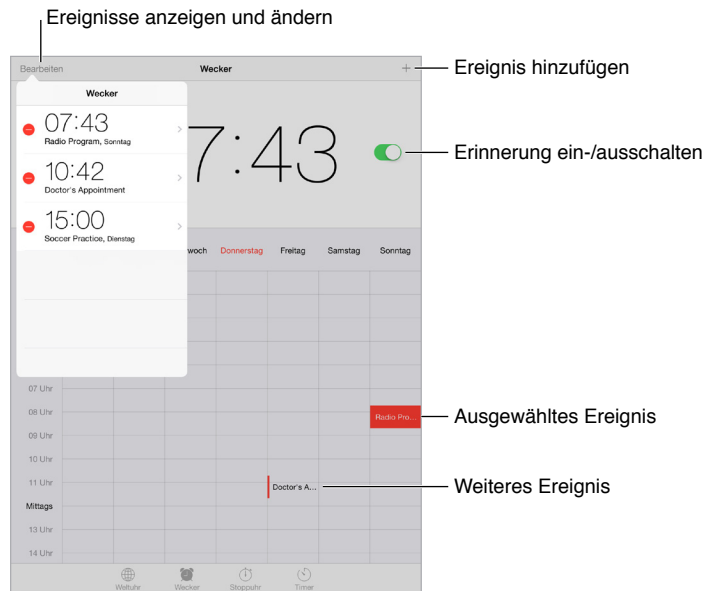 Ereignisse anzeigen und ändern
Bearbeiten
Wecker
+
Ereignis hinzufügen
Wecker
07:43
Radio Program, Sonntag
10:42
Doctor's Appointment
15:00
Soccer Practice, Dienstag
7:43
Erinnerung ein-/ausschalten
woch Donnerstag Freitag Samstag Sonntag
07 Uhr
08 Uhr
Radio Pro...
Ausgewähltes Ereignis
09 Uhr
10 Uhr
11 Uhr
Doctor's A...
Weiteres Ereignis
Mittags
13 Uhr
14 Uhr
Weltuhr Wecker Stoppuhr Timer